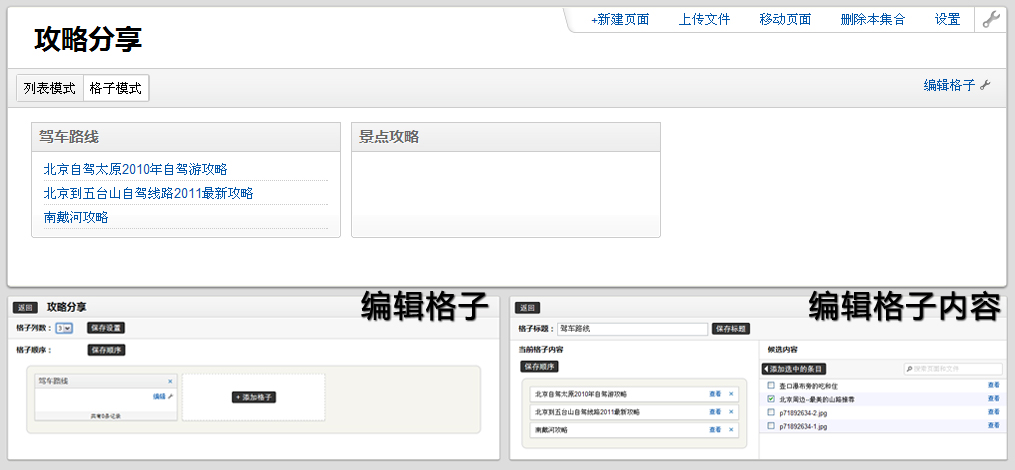 +新建页面 上传文件 移动页面 删除本集合 设置
攻略分享
列表模式 格子模式 编辑格子
驾车路线 景点攻略
北京自驾太原2010年自驾游攻略
北京到五台山自驾线路2011最新攻略
南戴河攻略
返回 攻略分享 编辑格子
格子列数： 3 保存设置
格子顺序： 保存顺序
驾车路线 ×
编辑
+ 添加格子
共有3条记录
返回 编辑格子内容
格子标题： 驾车路线 保存标题
当前格子内容 候选内容
保存顺序 添加选中的条目 搜索页面和文件
北京自驾太原2010年自驾游攻略 查看 ×
北京到五台山自驾线路2011最新攻略 查看 ×
南戴河攻略 查看 ×
壶口瀑布旁的吃和住 查看
北京周边--最美的山路推荐 查看
p71892634-2.jpg 查看
p71892634-1.jpg 查看